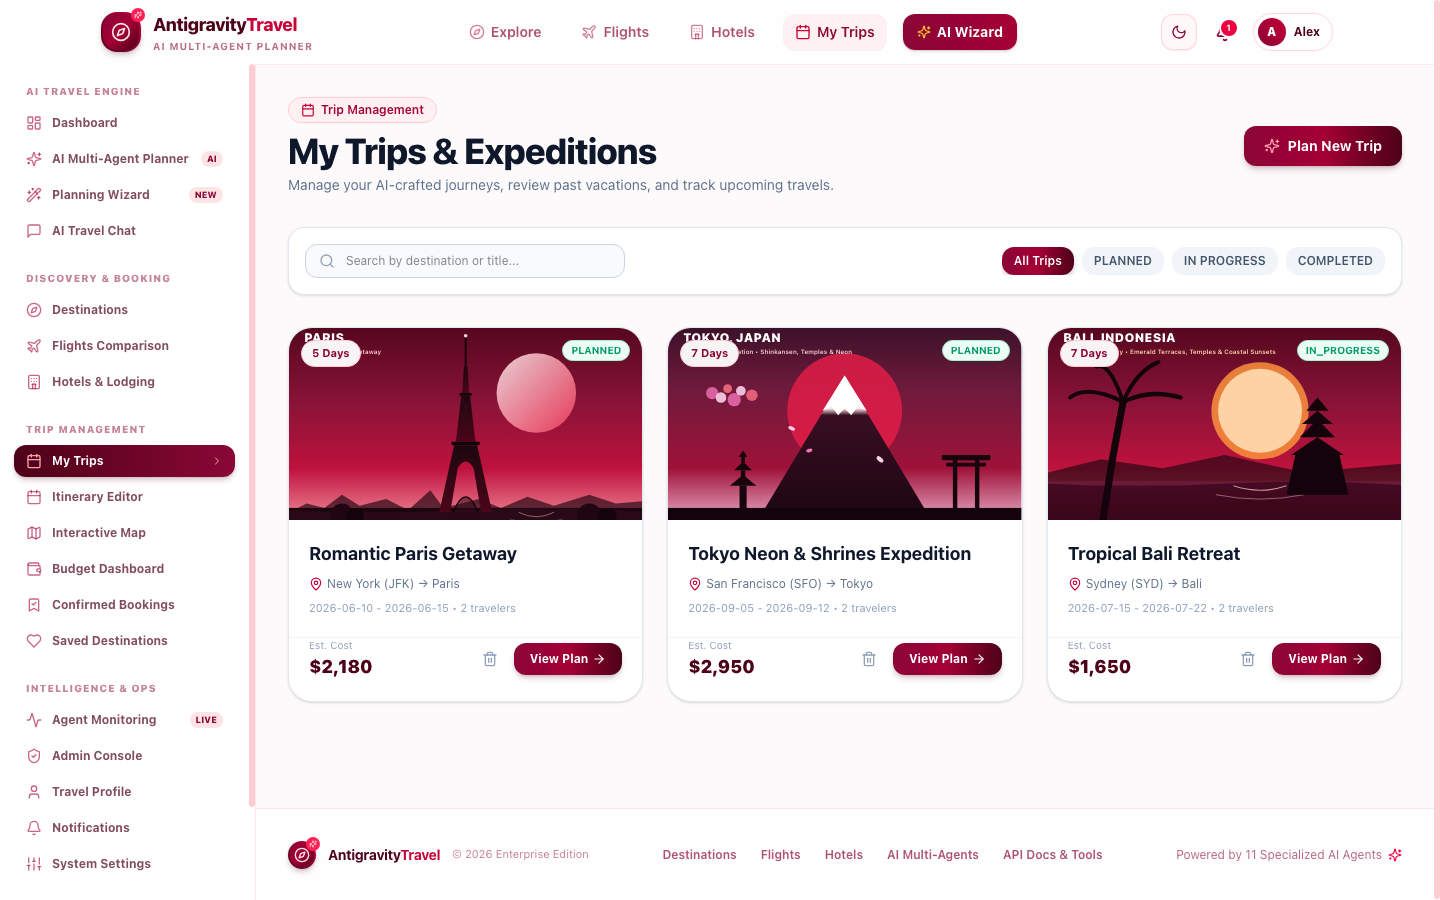 AntigravityTravel
AI MULTI-AGENT PLANNER
Explore
Flights
Hotels
My Trips
AI Wizard
1
A
Alex
AI TRAVEL ENGINE
Dashboard
AI Multi-Agent Planner
AI
Planning Wizard
NEW
AI Travel Chat
DISCOVERY & BOOKING
Destinations
Flights Comparison
Hotels & Lodging
TRIP MANAGEMENT
My Trips
Itinerary Editor
Interactive Map
Budget Dashboard
Confirmed Bookings
Saved Destinations
INTELLIGENCE & OPS
Agent Monitoring
LIVE
Admin Console
Travel Profile
Notifications
System Settings
Trip Management
My Trips & Expeditions
Manage your AI-crafted journeys, review past vacations, and track upcoming travels.
Plan New Trip
Search by destination or title...
All Trips
PLANNED
IN PROGRESS
COMPLETED
PARIS
5 Days
PLANNED
Romantic Paris Getaway
New York (JFK) → Paris
2026-06-10 - 2026-06-15 • 2 travelers
Est. Cost
$2,180
View Plan →
TOKYO, JAPAN
• Shinkansen, Temples & Neon
7 Days
PLANNED
Tokyo Neon & Shrines Expedition
San Francisco (SFO) → Tokyo
2026-09-05 - 2026-09-12 • 2 travelers
Est. Cost
$2,950
View Plan →
BALI, INDONESIA
• Emerald Terraces, Temples & Coastal Sunsets
7 Days
IN_PROGRESS
Tropical Bali Retreat
Sydney (SYD) → Bali
2026-07-15 - 2026-07-22 • 2 travelers
Est. Cost
$1,650
View Plan →
AntigravityTravel
© 2026 Enterprise Edition
Destinations
Flights
Hotels
AI Multi-Agents
API Docs & Tools
Powered by 11 Specialized AI Agents